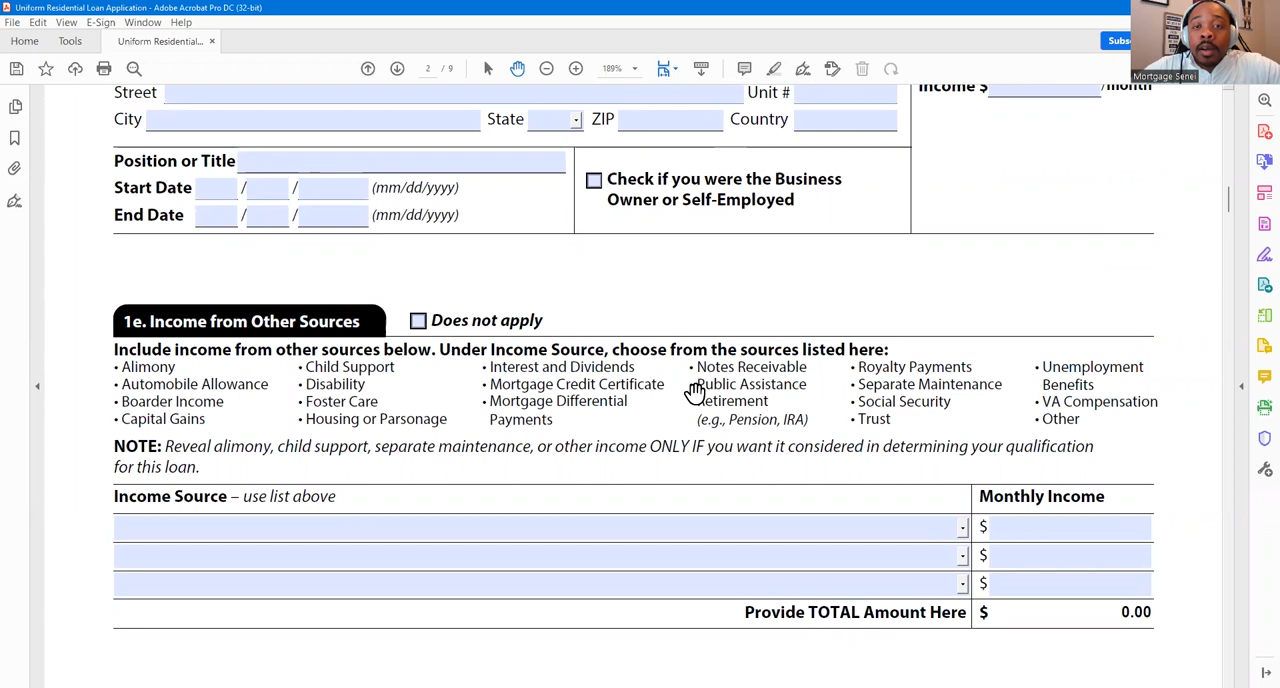 Uniform Residential Loan Application - Adobe Acrobat Pro DC (32-bit)
File Edit View E-Sign Window Help
Home Tools Uniform Residential... × Subs
2 / 9 189%
Mortgage Sensei
Street Unit # Income $ /month
City State ZIP Country
Position or Title
Start Date / / (mm/dd/yyyy)
End Date / / (mm/dd/yyyy)
Check if you were the Business
Owner or Self-Employed
1e. Income from Other Sources Does not apply
Include income from other sources below. Under Income Source, choose from the sources listed here:
• Alimony • Child Support • Interest and Dividends • Notes Receivable • Royalty Payments • Unemployment
• Automobile Allowance • Disability • Mortgage Credit Certificate Public Assistance • Separate Maintenance Benefits
• Boarder Income • Foster Care • Mortgage Differential Retirement • Social Security • VA Compensation
• Capital Gains • Housing or Parsonage Payments (e.g., Pension, IRA) • Trust • Other
NOTE: Reveal alimony, child support, separate maintenance, or other income ONLY IF you want it considered in determining your qualification
for this loan.
Income Source – use list above Monthly Income
$
$
$
Provide TOTAL Amount Here $ 0.00